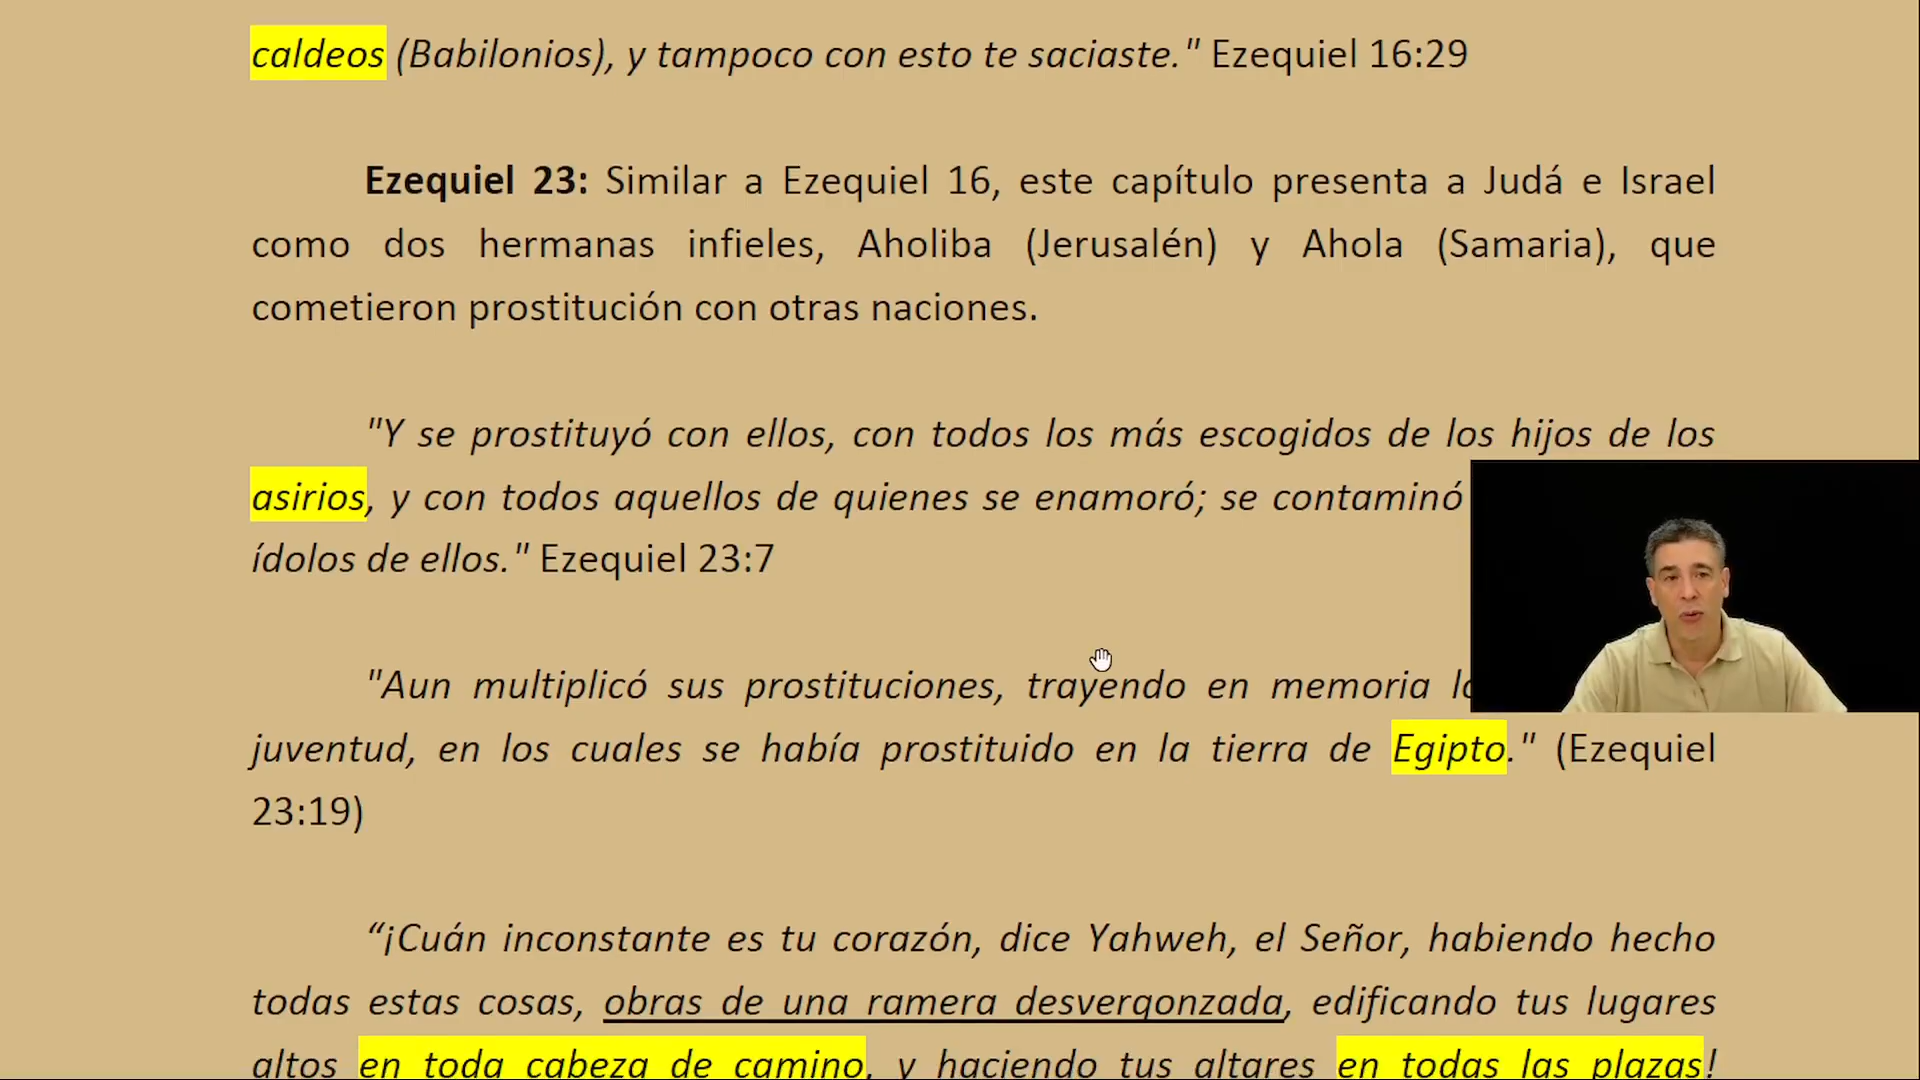 caldeos (Babilonios), y tampoco con esto te saciaste." Ezequiel 16:29
Ezequiel 23: Similar a Ezequiel 16, este capítulo presenta a Judá e Israel
como dos hermanas infieles, Aholiba (Jerusalén) y Ahola (Samaria), que
cometieron prostitución con otras naciones.
"Y se prostituyó con ellos, con todos los más escogidos de los hijos de los
asirios, y con todos aquellos de quienes se enamoró; se contaminó
ídolos de ellos." Ezequiel 23:7
"Aun multiplicó sus prostituciones, trayendo en memoria
juventud, en los cuales se había prostituido en la tierra de Egipto." (Ezequiel
23:19)
“¡Cuán inconstante es tu corazón, dice Yahweh, el Señor, habiendo hecho
todas estas cosas, obras de una ramera desvergonzada, edificando tus lugares
altos en toda cabeza de camino, y haciendo tus altares en todas las plazas!